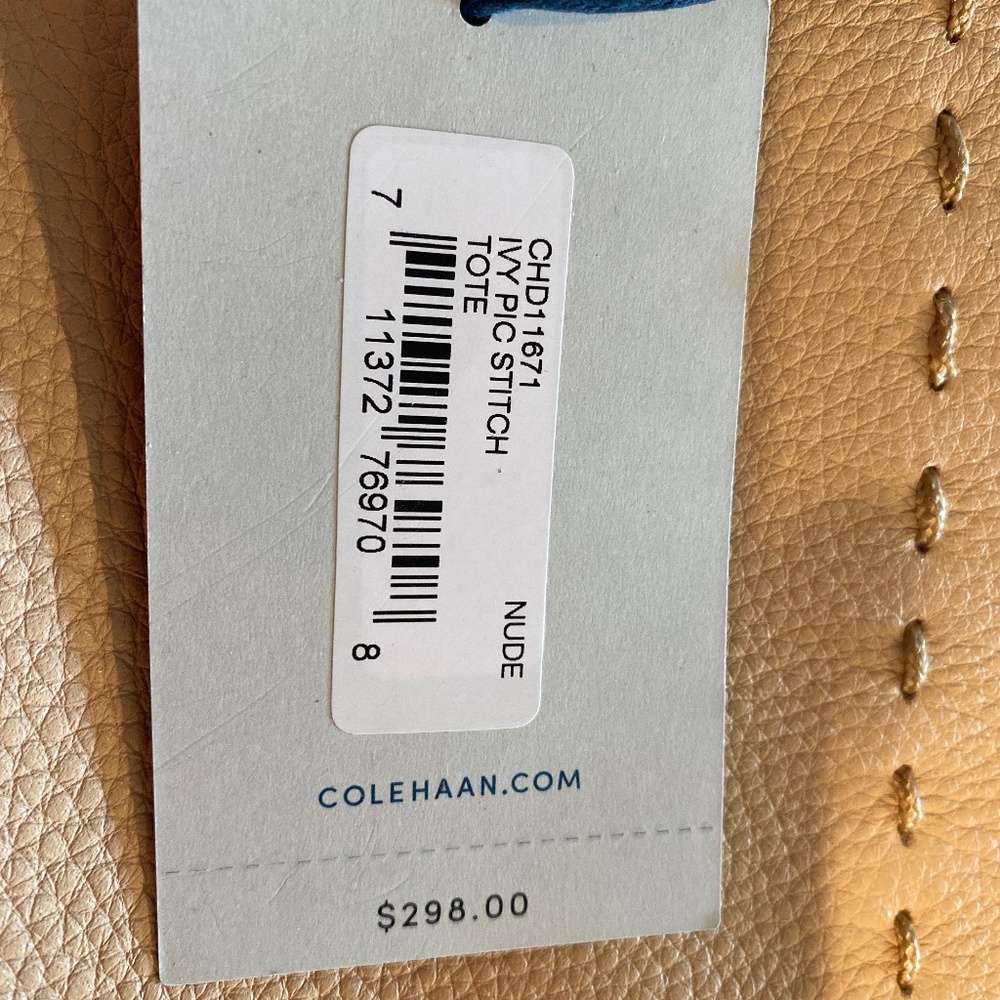 CHD11671
IVY PIC STITCH
TOTE
NUDE
7 11372 76970 8
COLEHAAN.COM
$298.00